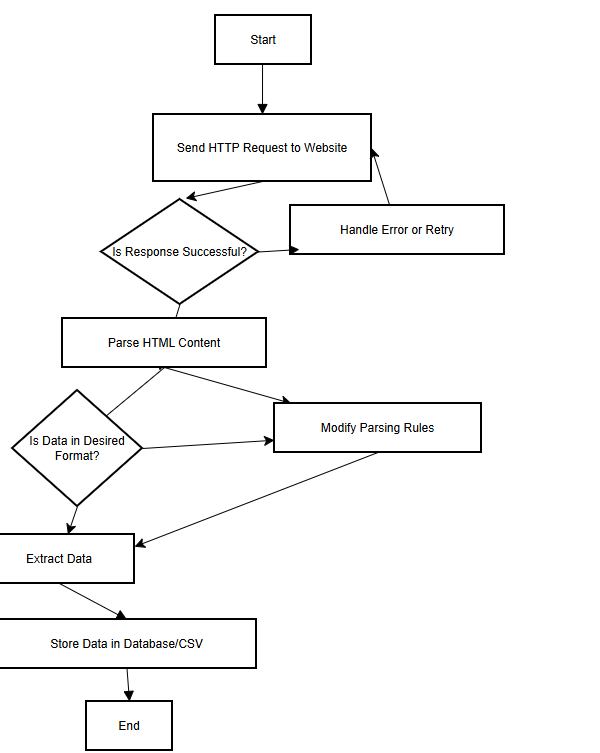 Start
Send HTTP Request to Website
Handle Error or Retry
Is Response Successful?
Parse HTML Content
Modify Parsing Rules
Is Data in Desired
Format?
Extract Data
Store Data in Database/CSV
End